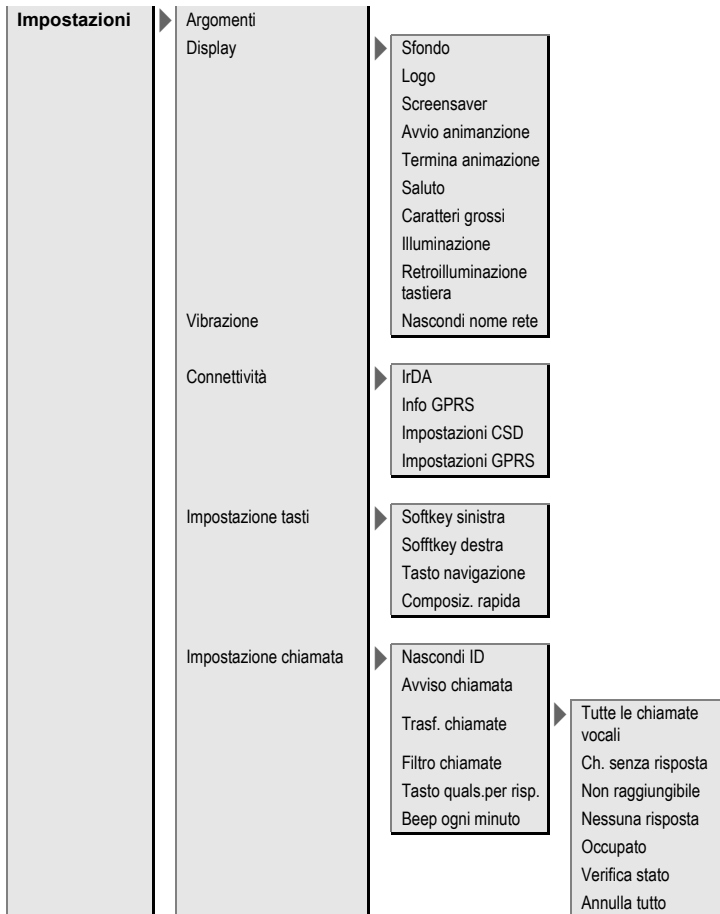 Impostazioni
Argomenti
Display
Sfondo
Logo
Screensaver
Avvio animanzione
Termina animazione
Saluto
Caratteri grossi
Illuminazione
Retroilluminazione
tastiera
Vibrazione
Nascondi nome rete
Connettività
IrDA
Info GPRS
Impostazioni CSD
Impostazioni GPRS
Impostazione tasti
Softkey sinistra
Sofftkey destra
Tasto navigazione
Composiz. rapida
Impostazione chiamata
Nascondi ID
Avviso chiamata
Trasf. chiamate
Tutte le chiamate
vocali
Filtro chiamate
Ch. senza risposta
Tasto quals.per risp.
Non raggiungibile
Beep ogni minuto
Nessuna risposta
Occupato
Verifica stato
Annulla tutto